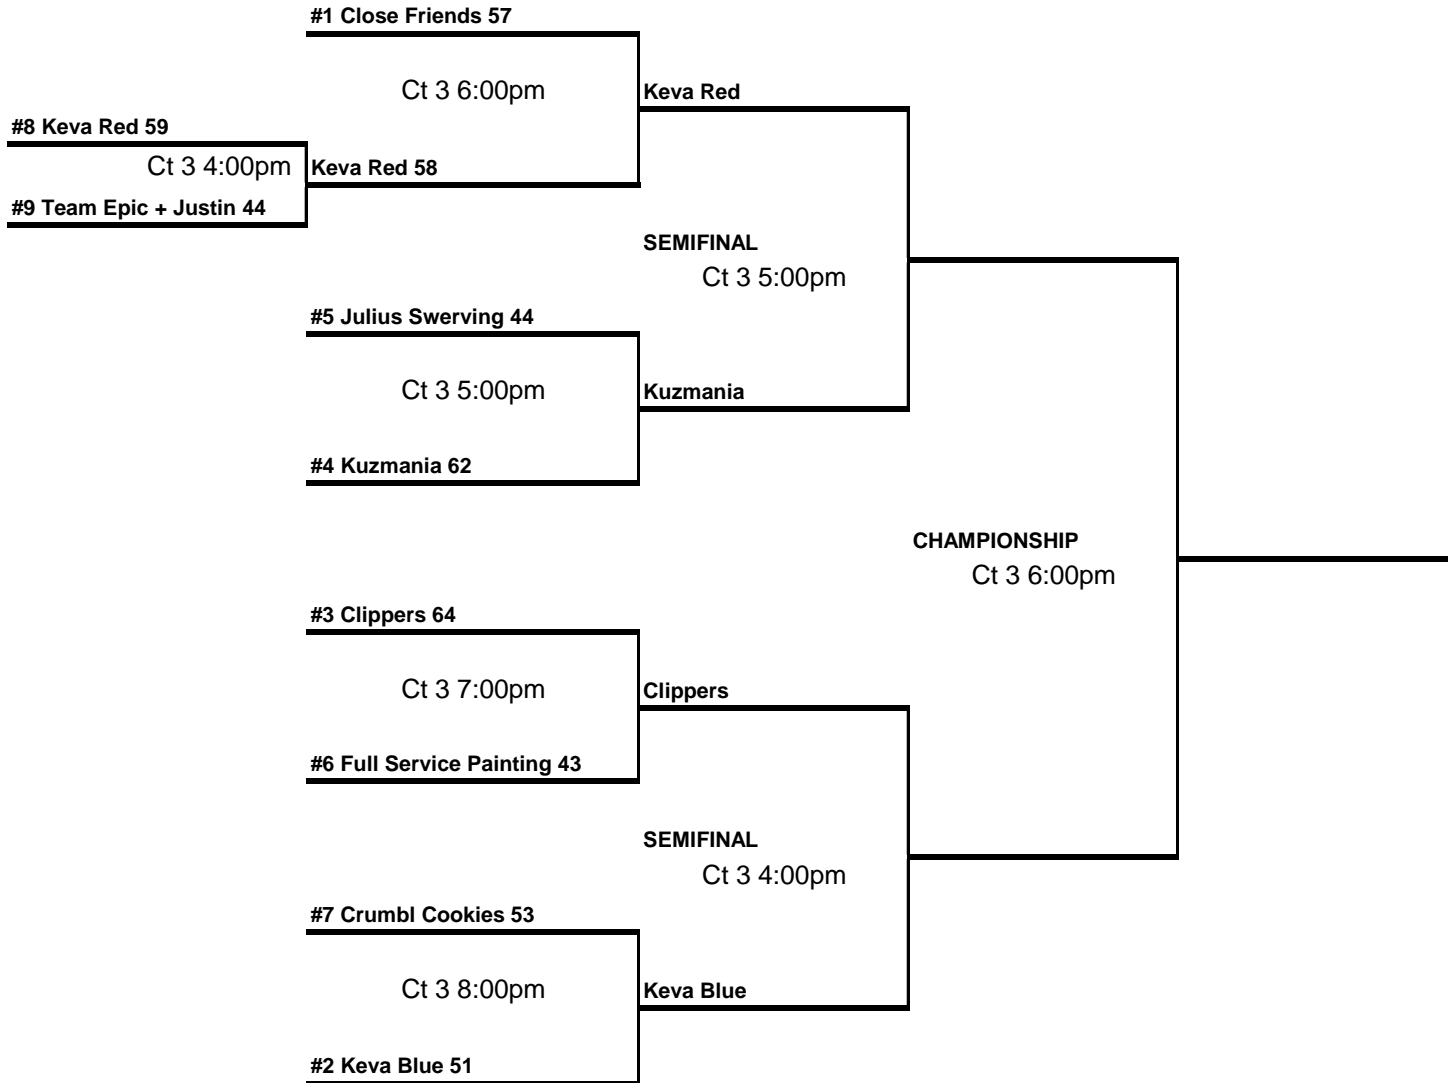 #1 Close Friends 57
Ct 3 6:00pm
Keva Red
#8 Keva Red 59
Ct 3 4:00pm
Keva Red 58
#9 Team Epic + Justin 44
SEMIFINAL
Ct 3 5:00pm
#5 Julius Swerving 44
Ct 3 5:00pm
Kuzmania
#4 Kuzmania 62
CHAMPIONSHIP
Ct 3 6:00pm
#3 Clippers 64
Ct 3 7:00pm
Clippers
#6 Full Service Painting 43
SEMIFINAL
Ct 3 4:00pm
#7 Crumbl Cookies 53
Ct 3 8:00pm
Keva Blue
#2 Keva Blue 51